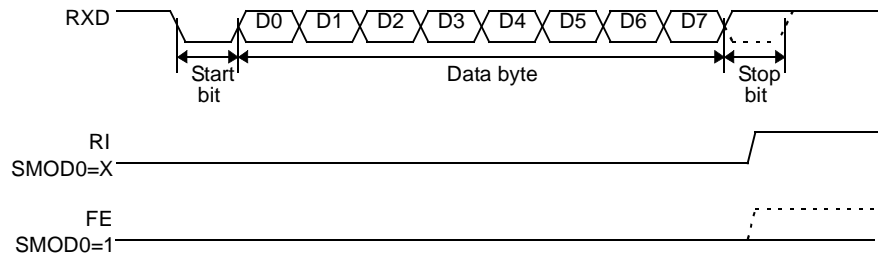 RXD
D0 D1 D2 D3 D4 D5 D6 D7
Start
bit
Data byte
Stop
bit
RI
SMOD0=X
FE
SMOD0=1